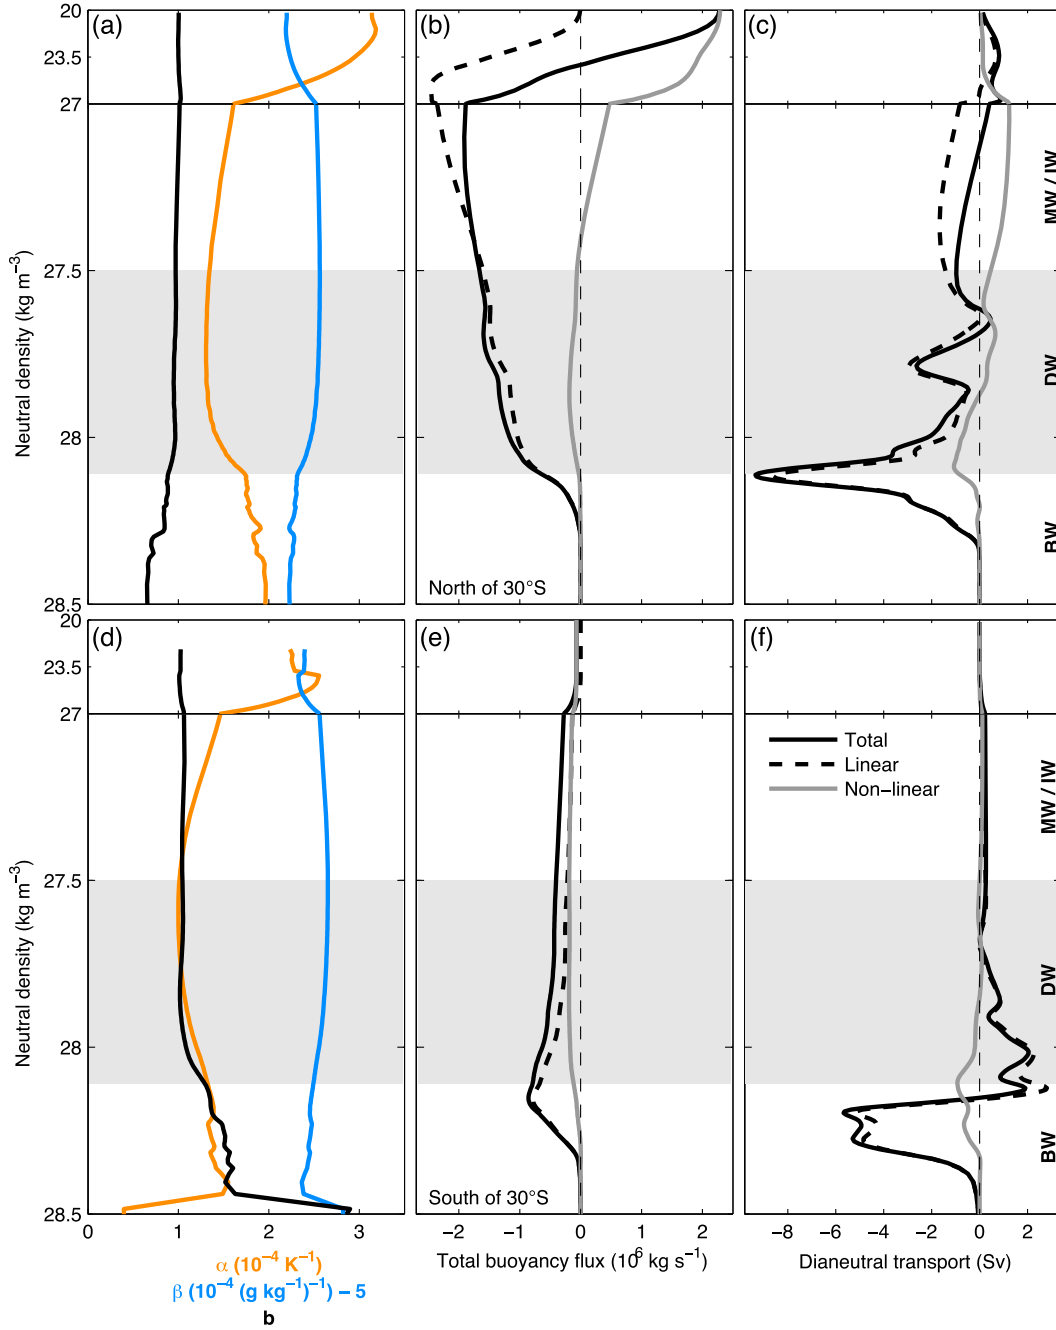 (a) (b) (c)
20
23.5
27
27.5
28
28.5
Neutral density (kg m−3)
MW / IW
DW
BW
North of 30°S
(d) (e) (f)
20
23.5
27
27.5
28
28.5
Neutral density (kg m−3)
Total
Linear
Non−linear
MW / IW
DW
BW
South of 30°S
0 1 2 3
−2 −1 0 1 2
−8 −6 −4 −2 0 2
α (10−4 K−1)
β (10−4 (g kg−1)−1) − 5
b
Total buoyancy flux (106 kg s−1)
Dianeutral transport (Sv)